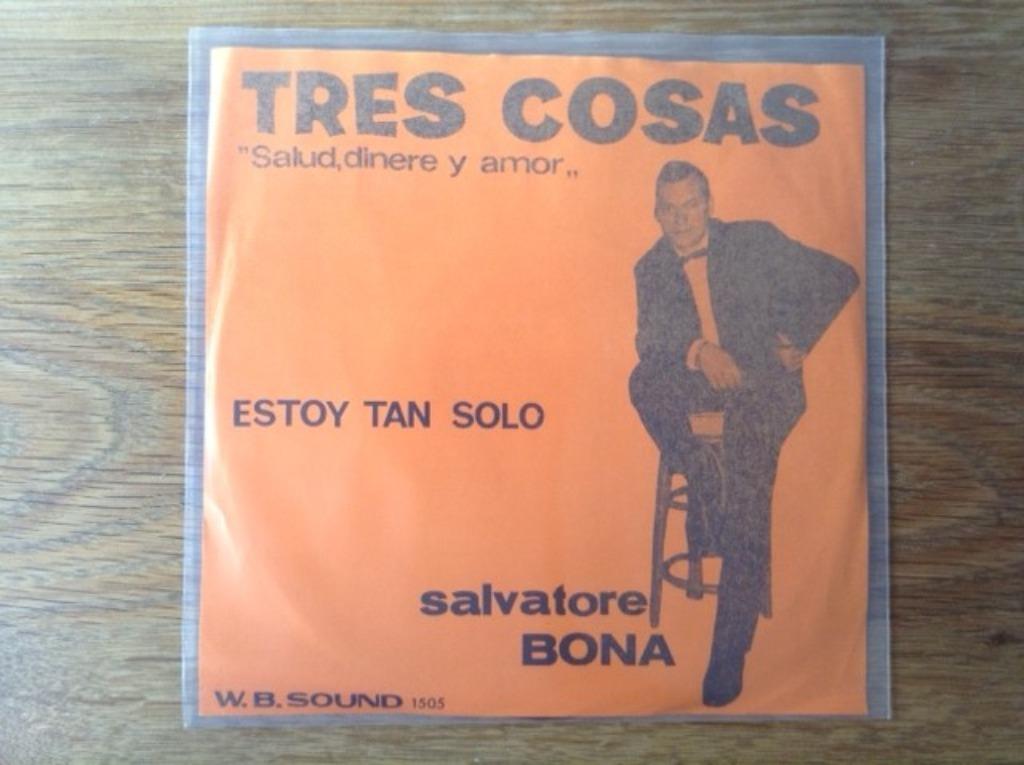 TRES COSAS
"Salud,dinere y amor„
ESTOY TAN SOLO
salvatore
BONA
W.B.SOUND 1505